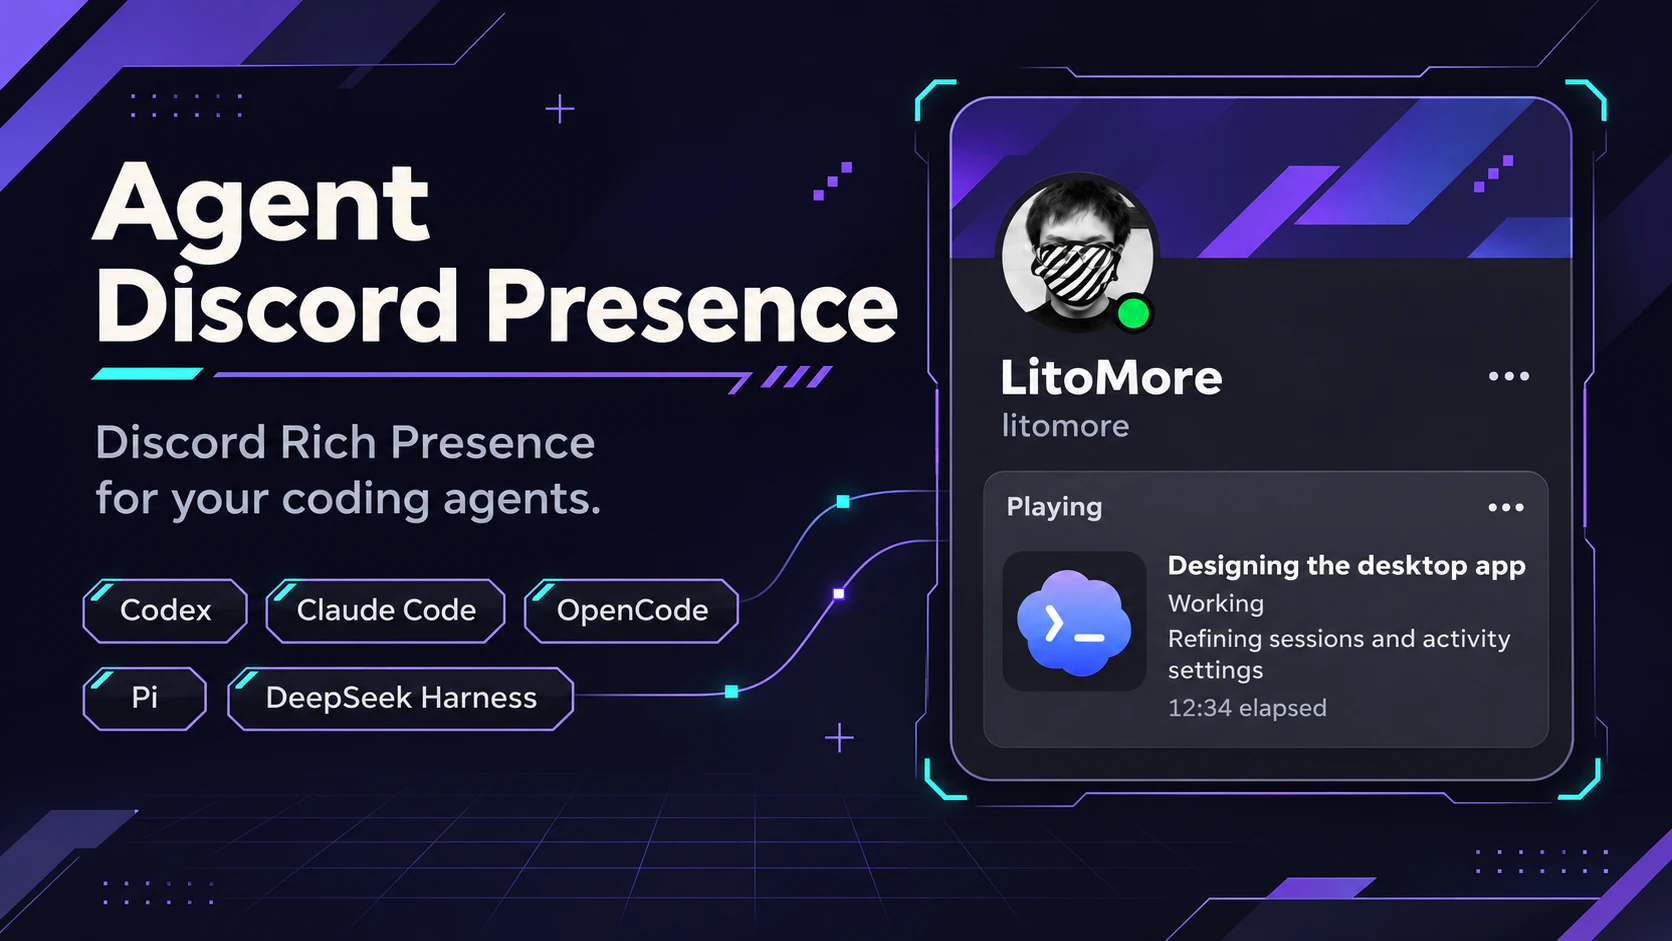 Agent
Discord Presence
Discord Rich Presence
for your coding agents.
Codex
Claude Code
OpenCode
Pi
DeepSeek Harness
LitoMore
litomore
Playing
Designing the desktop app
Working
Refining sessions and activity
settings
12:34 elapsed